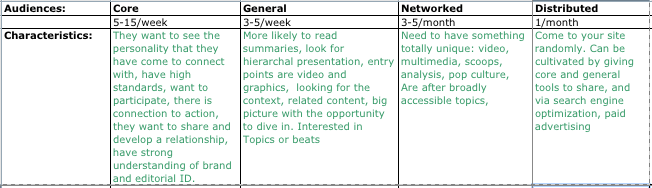 Audiences: Core General Networked Distributed
5-15/week 3-5/week 3-5/month 1/month
Characteristics:
They want to see the
personality that they
have come to connect
with, have high
standards, want to
participate, there is
connection to action,
they want to share and
develop a relationship,
have strong
understanding of brand
and editorial ID.
More likely to read
summaries, look for
hierarchal presentation, entry
points are video and
graphics, looking for the
context, related content, big
picture with the opportunity
to dive in. Interested in
Topics or beats
Need to have something
totally unique: video,
multimedia, scoops,
analysis, pop culture,
Are after broadly
accessible topics,
Come to your site
randomly. Can be
cultivated by giving
core and general
tools to share, and
via search engine
optimization, paid
advertising